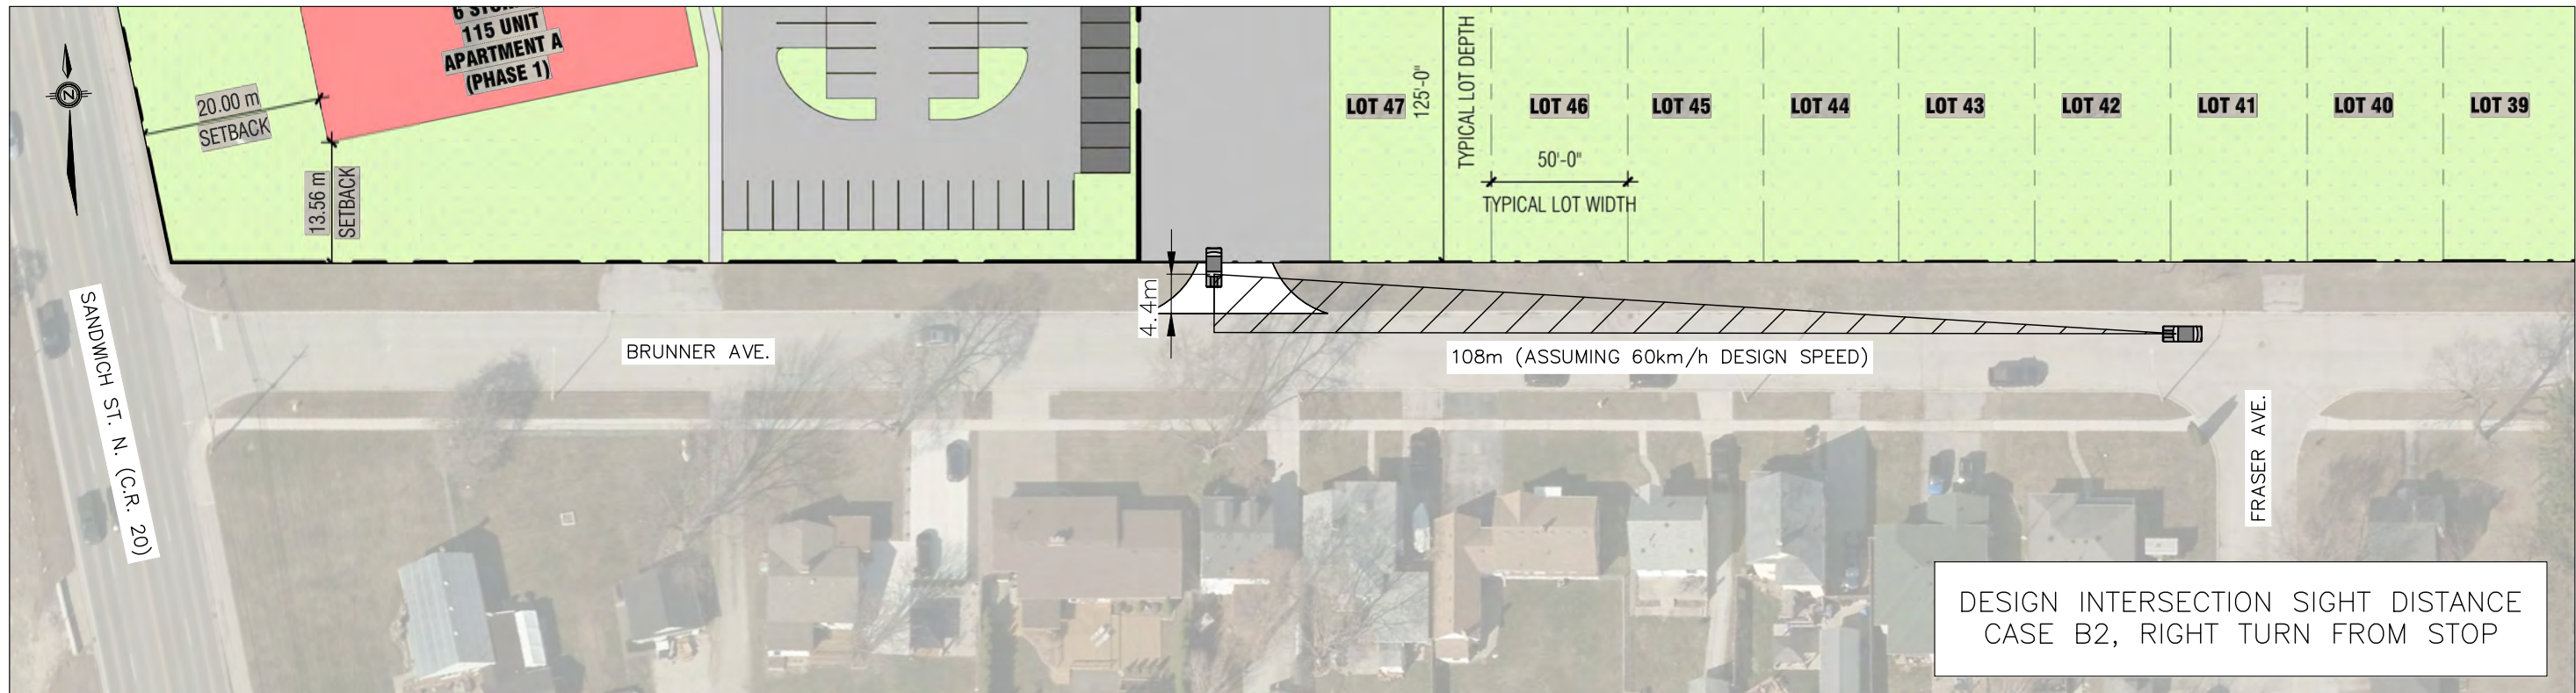 115 UNIT
APARTMENT A
(PHASE 1)
20.00 m
SETBACK
13.56 m
SETBACK
LOT 47
125'-0"
TYPICAL LOT DEPTH
LOT 46
LOT 45
LOT 44
LOT 43
LOT 42
LOT 41
LOT 40
LOT 39
50'-0"
TYPICAL LOT WIDTH
N
4.4m
SANDWICH ST. N. (C.R. 20)
BRUNNER AVE.
108m (ASSUMING 60km/h DESIGN SPEED)
FRASER AVE.
DESIGN INTERSECTION SIGHT DISTANCE
CASE B2, RIGHT TURN FROM STOP